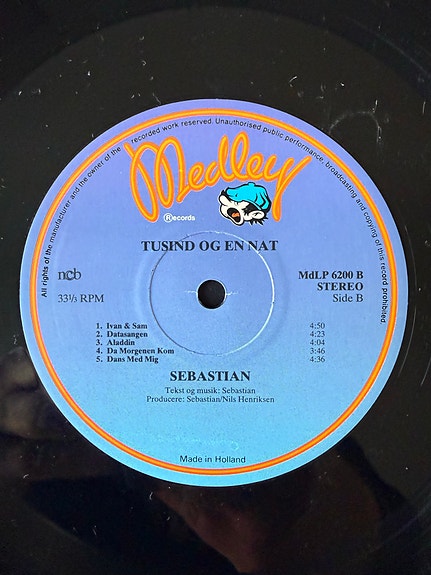 All rights of the manufacturer and the owner of the recorded work reserved. Unauthorised public performance, broadcasting and copying of this record prohibited.
Medley
® Records
TUSIND OG EN NAT
ncb
MdLP 6200 B
STEREO
33⅓ RPM
Side B
1. Ivan & Sam 4:50
2. Datasangen 4:23
3. Aladdin 4:04
4. Da Morgenen Kom 3:46
5. Dans Med Mig 4:36
SEBASTIAN
Tekst og musik: Sebastian
Producere: Sebastian/Nils Henriksen
Made in Holland